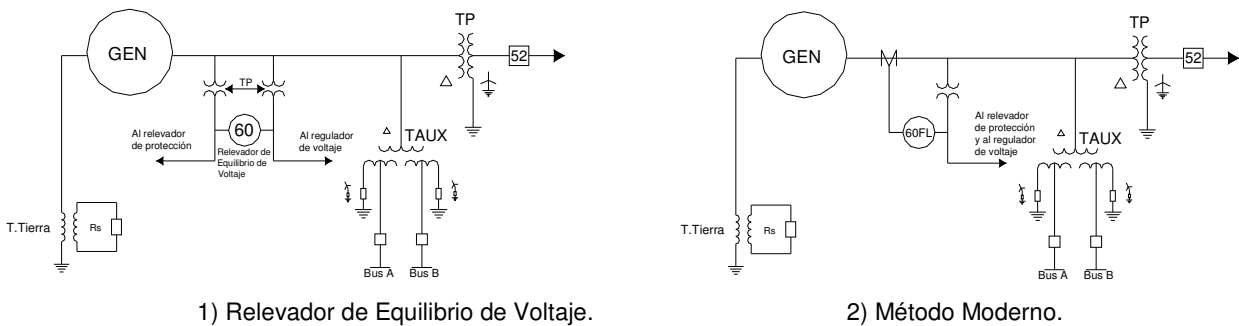 GEN
TP
60
Al relevador
de protección
Relevador de
Equilibrio de
Voltaje
Al regulador
de voltaje
TP
52
TAUX
T.Tierra
Rs
Bus A
Bus B
1) Relevador de Equilibrio de Voltaje.
GEN
60FL
Al relevador
de protección
y al regulador
de voltaje
TP
52
TAUX
T.Tierra
Rs
Bus A
Bus B
2) Método Moderno.